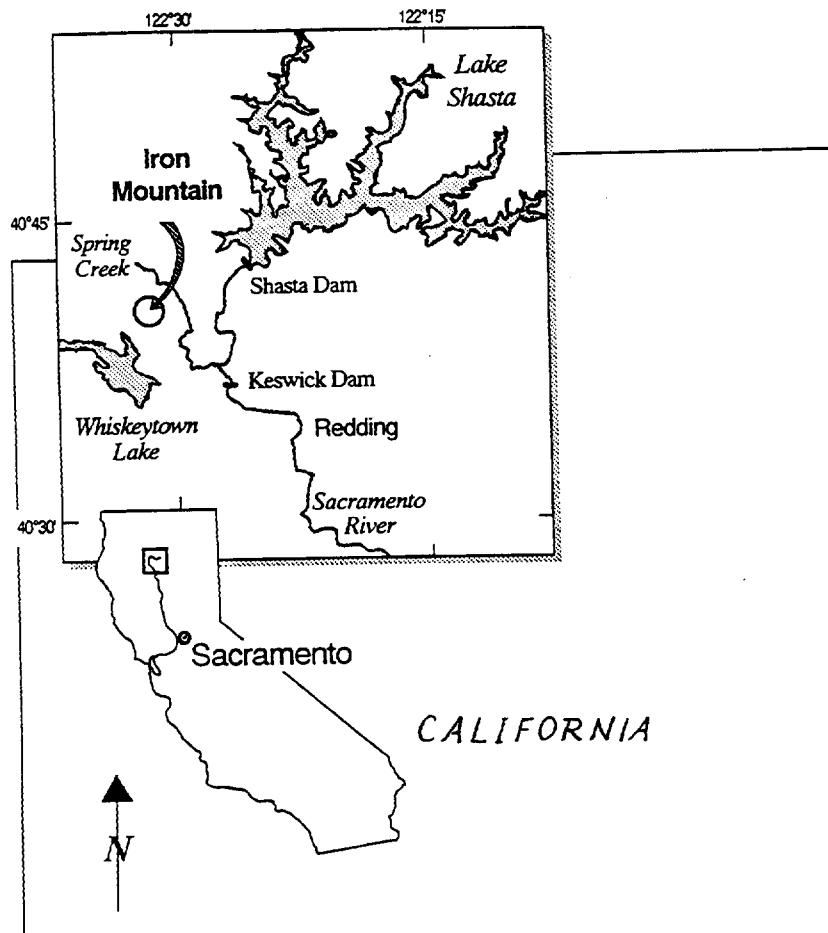 122°30'
122°15'
Lake
Shasta
Iron
Mountain
40°45'
Spring
Creek
Shasta Dam
Keswick Dam
Whiskeytown
Lake
Redding
Sacramento
River
40°30'
Sacramento
CALIFORNIA
N